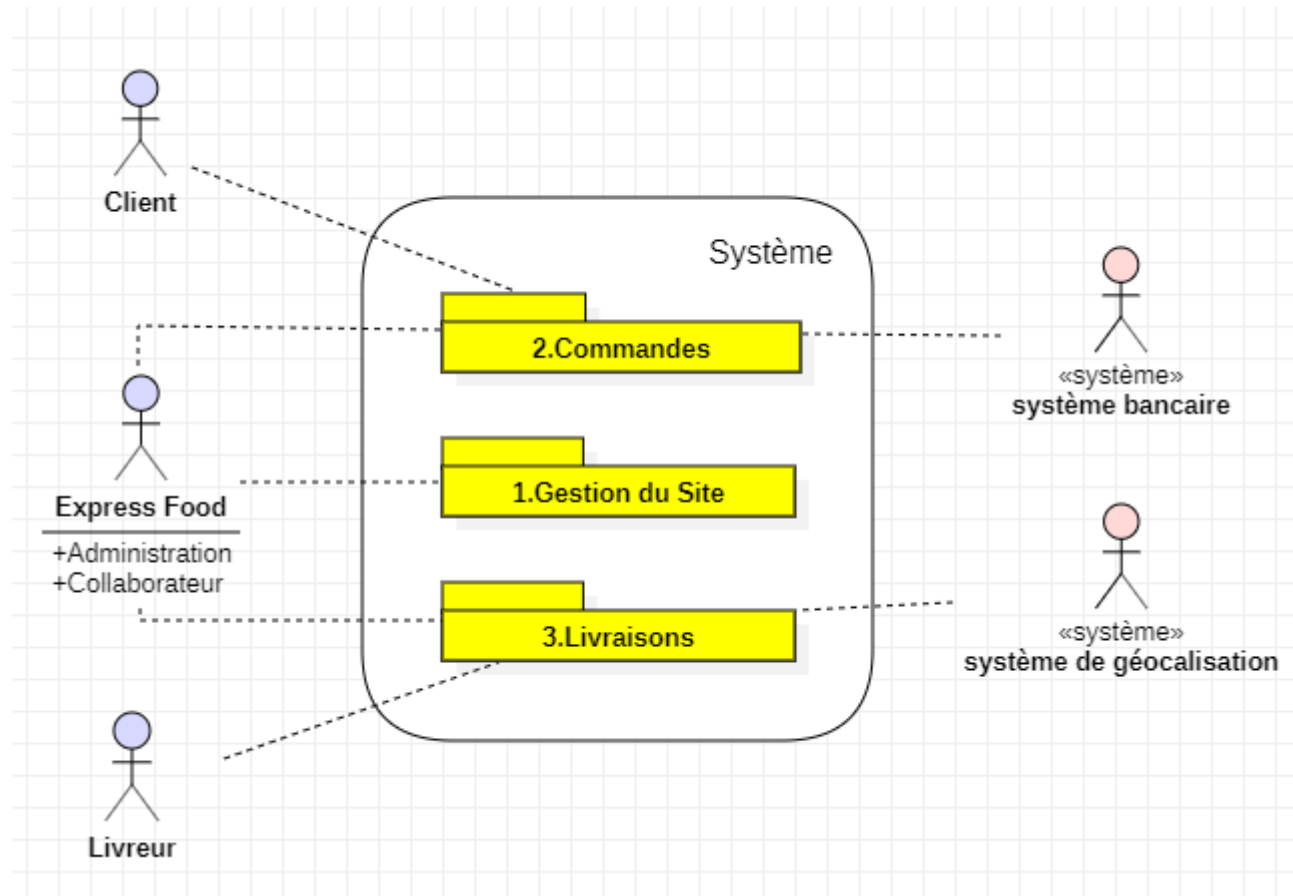 Client
Système
2.Commandes
«système»
système bancaire
Express Food
+Administration
+Collaborateur
1.Gestion du Site
3.Livraisons
«système»
système de géocalisation
Livreur